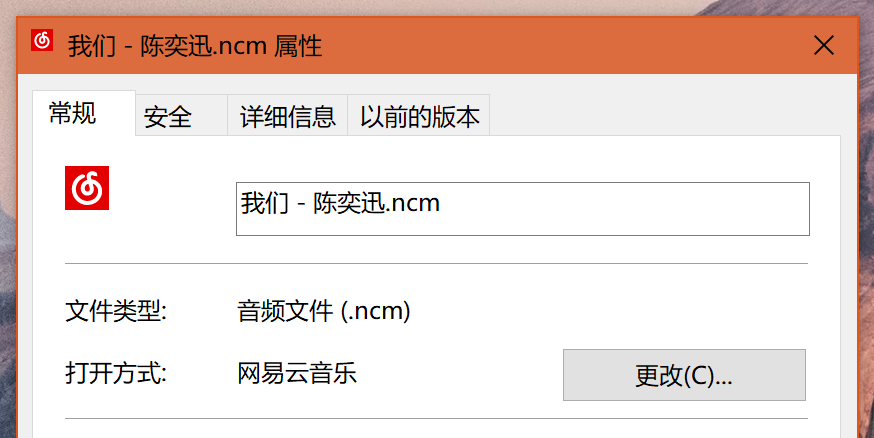 我们 - 陈奕迅.ncm 属性
常规 安全 详细信息 以前的版本
我们 - 陈奕迅.ncm
文件类型: 音频文件 (.ncm)
打开方式: 网易云音乐 更改(C)...